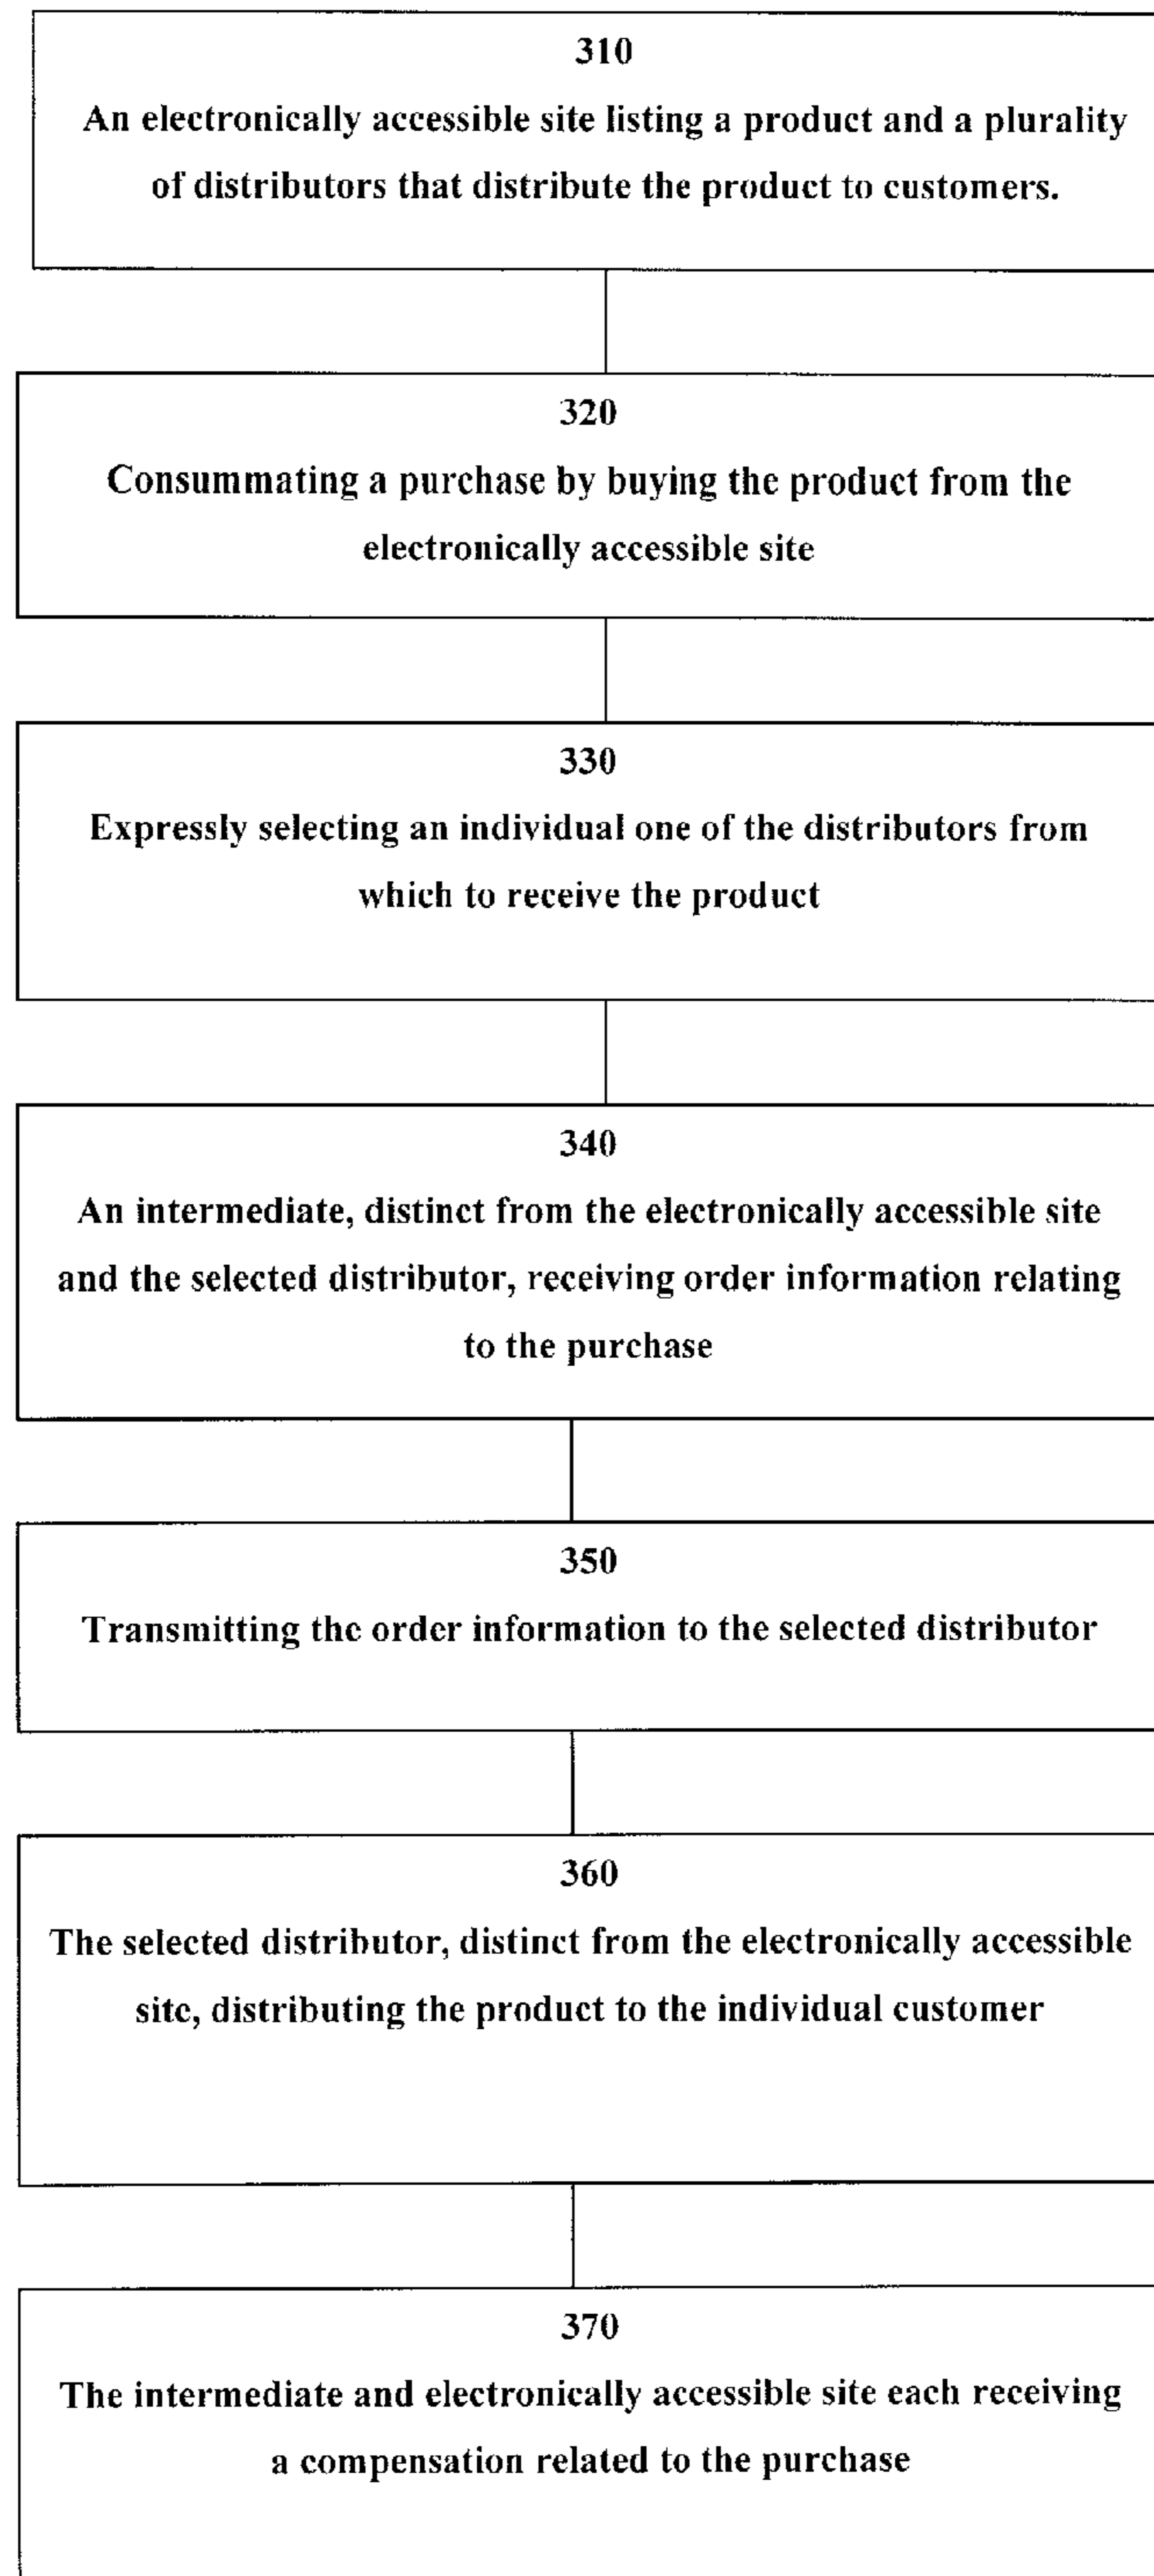 310
An electronically accessible site listing a product and a plurality
of distributors that distribute the product to customers.
320
Consummating a purchase by buying the product from the
electronically accessible site
330
Expressly selecting an individual one of the distributors from
which to receive the product
340
An intermediate, distinct from the electronically accessible site
and the selected distributor, receiving order information relating
to the purchase
350
Transmitting the order information to the selected distributor
360
The selected distributor, distinct from the electronically accessible
site, distributing the product to the individual customer
370
The intermediate and electronically accessible site each receiving
a compensation related to the purchase